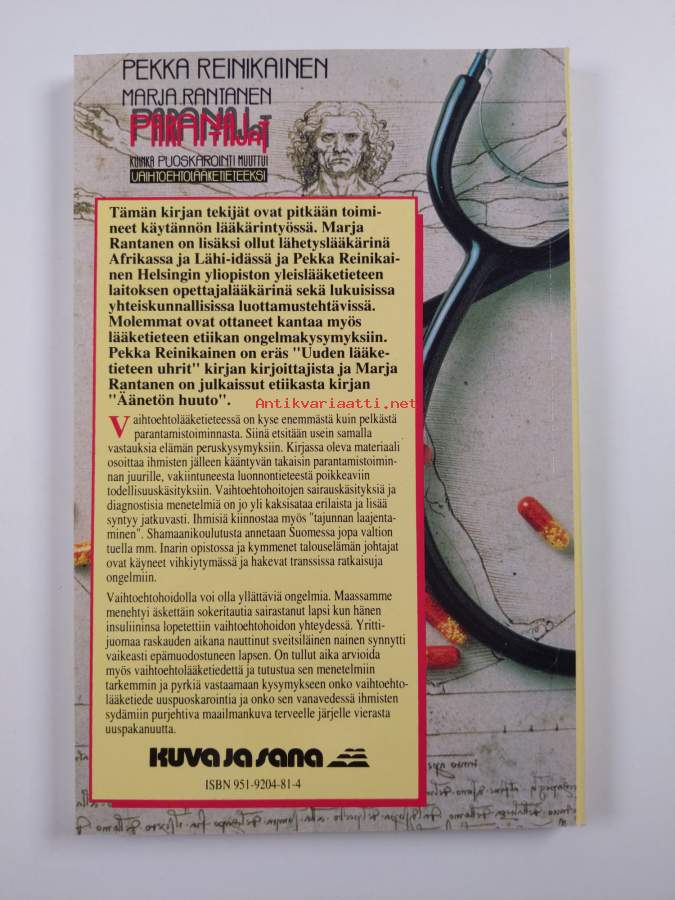 PEKKA REINIKAINEN
MARJA RANTANEN
PARANTAJAT
KUINKA PUOSKAROINTI MUUTTUI
VAIHTOEHTOLÄÄKETIETEEKSI
Tämän kirjan tekijät ovat pitkään toimi-
neet käytännön lääkärintyössä. Marja
Rantanen on lisäksi ollut lähetyslääkärinä
Afrikassa ja Lähi-idässä ja Pekka Reinikai-
nen Helsingin yliopiston yleislääketieteen
laitoksen opettajalääkärinä sekä lukuisissa
yhteiskunnallisissa luottamustehtävissä.
Molemmat ovat ottaneet kantaa myös
lääketieteen etiikan ongelmakysymyksiin.
Pekka Reinikainen on eräs "Uuden lääke-
tieteen uhrit" kirjan kirjoittajista ja Marja
Rantanen on julkaissut etiikasta kirjan
"Äänetön huuto".
Antikvariaatti.net
Vaihtoehtolääketieteessä on kyse enemmästä kuin pelkästä
parantamistoiminnasta. Siinä etsitään usein samalla
vastauksia elämän peruskysymyksiin. Kirjassa oleva materiaali
osoittaa ihmisten jälleen kääntyvän takaisin parantamistoimin-
nan juurille, vakiintuneesta luonnontieteestä poikkeaviin
todellisuuskäsityksiin. Vaihtoehtohoitojen sairauskäsityksiä ja
diagnostisia menetelmiä on jo yli kaksisataa erilaista ja lisää
syntyy jatkuvasti. Ihmisiä kiinnostaa myös "tajunnan laajenta-
minen". Shamaanikoulutusta annetaan Suomessa jopa valtion
tuella mm. Inarin opistossa ja kymmenet talouselämän johtajat
ovat käyneet vihkiytymässä ja hakevat transsissa ratkaisuja
ongelmiin.
Vaihtoehtohoidolla voi olla yllättäviä ongelmia. Maassamme
menehtyi äskettäin sokeritautia sairastanut lapsi kun hänen
insuliininsa lopetettiin vaihtoehtohoidon yhteydessä. Yrtti-
juomaa raskauden aikana nauttinut sveitsiläinen nainen synnytti
vaikeasti epämuodostuneen lapsen. On tullut aika arvioida
myös vaihtoehtolääketiedettä ja tutustua sen menetelmiin
tarkemmin ja pyrkiä vastaamaan kysymykseen onko vaihtoehto-
lääketiede uuspuoskarointia ja onko sen vanavedessä ihmisten
sydämiin purjehtiva maailmankuva terveelle järjelle vierasta
uuspakanuutta.
KUVA JA SANA
ISBN 951-9204-81-4